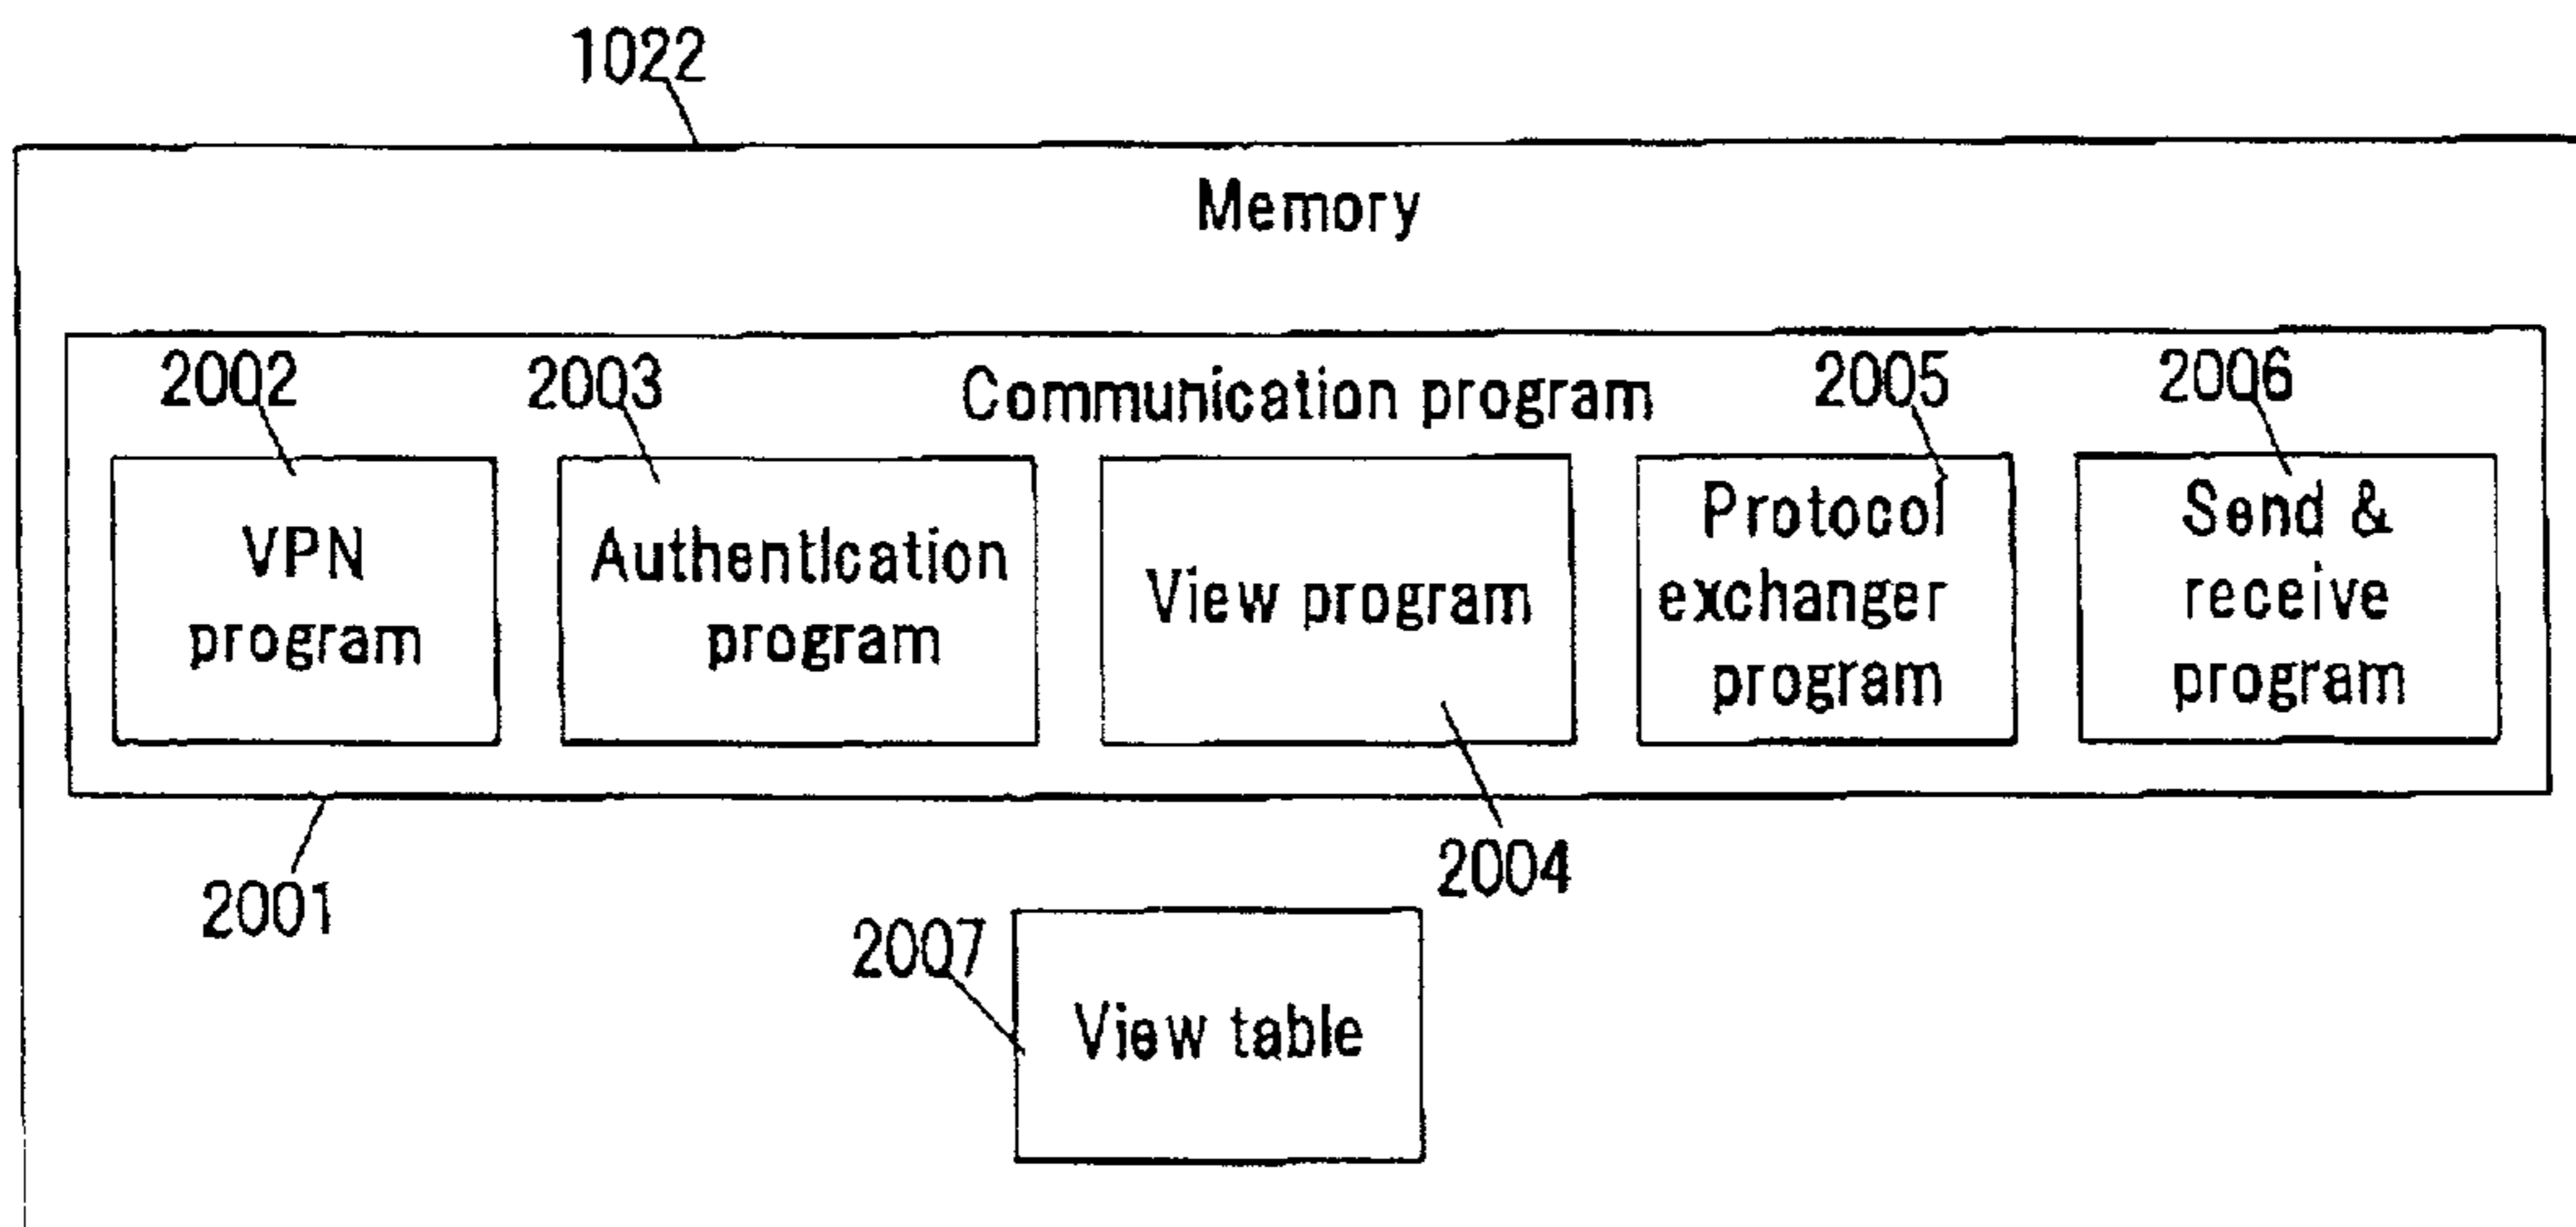 1022
Memory
2002
2003
Communication program
2005
2006
VPN
program
Authentication
program
View program
Protocol
exchanger
program
Send &
receive
program
2001
2004
2007
View table